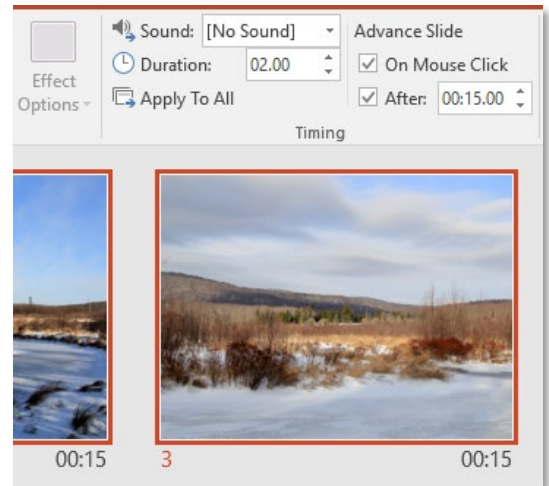 Effect
Options
Sound: [No Sound]
Duration: 02.00
Apply To All
Advance Slide
On Mouse Click
After: 00:15.00
Timing
00:15
3 00:15